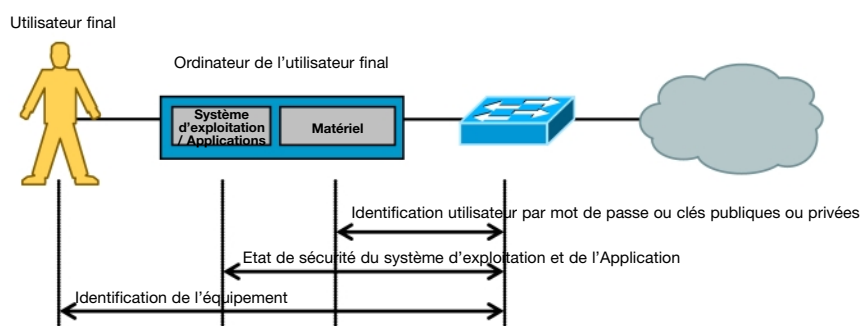 Utilisateur final
Ordinateur de l'utilisateur final
Système
d'exploitation
/ Applications
Matériel
Identification utilisateur par mot de passe ou clés publiques ou privées
Etat de sécurité du système d'exploitation et de l'Application
Identification de l'équipement